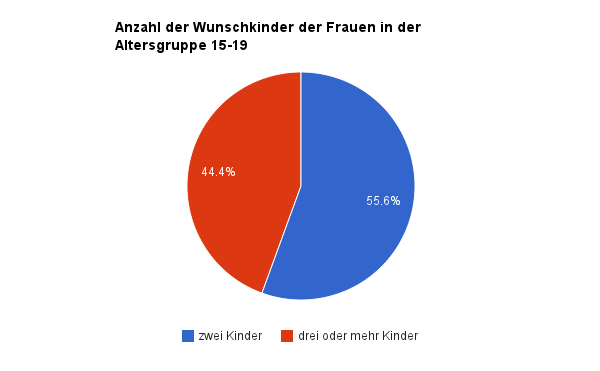 Anzahl der Wunschkinder der Frauen in der
Altersgruppe 15-19
44.4%
55.6%
zwei Kinder
drei oder mehr Kinder